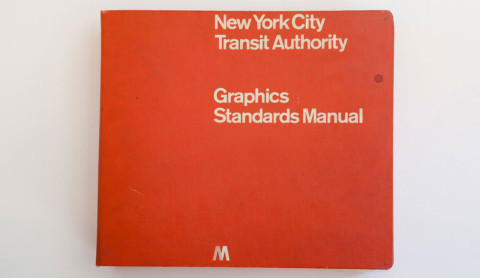 New York City
Transit Authority
Graphics
Standards Manual
M